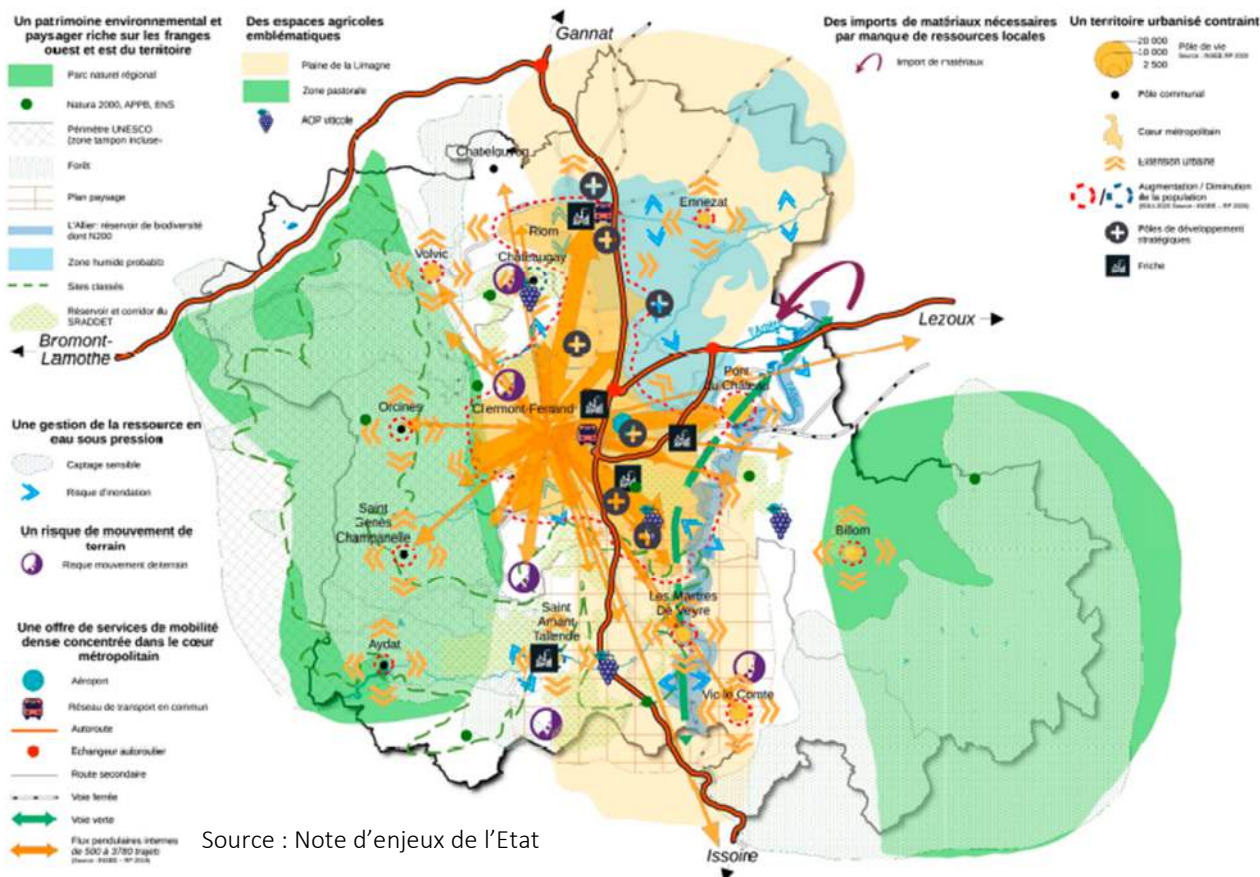 Un patrimoine environnemental et
paysager riche sur les franges
ouest et est du territoire
Parc naturel régional
Natura 2000, APPB, ENS
Périmètre UNESCO
(zone tampon incluse-
Forêt
Plan paysage
L'Allier: réservoir de biodiversité
dont N200
Zone humide probable
Sites classés
Réservoir et corridor du
SRADDET
Des espaces agricoles
emblématiques
Plaine de la Limagne
Zone pastorale
AOP viticole
Des imports de matériaux nécessaires
par manque de ressources locales
Import de matériaux
Un territoire urbanisé contraint
20 000
10 000
2 500
Pôle de vie
Pôle communal
Cœur métropolitain
Extension urbaine
Augmentation / Diminution
de la population
Pôles de développement
stratégiques
Friche
Une gestion de la ressource en
eau sous pression
Captage sensible
Risque d'inondation
Un risque de mouvement de
terrain
Risque mouvement de terrain
Une offre de services de mobilité
dense concentrée dans le cœur
métropolitain
Aéroport
Réseau de transport en commun
Autoroute
Echangeur autoroutier
Route secondaire
Voie ferrée
Voie verte
Flux pendulaires internes
de 500 à 3780 trajets
Gannat
Chatelguyon
Ennezat
Riom
Volvic
Châteaugay
Lezoux
Bromont-
Lamothe
Pont
du Château
Orcines
Clermont-Ferrand
Saint
Genès
Champanelle
Billom
Les Martres
De Veyre
Saint
Amant
Tallende
Aydat
Vic le Comte
Issoire
Source : Note d'enjeux de l'Etat